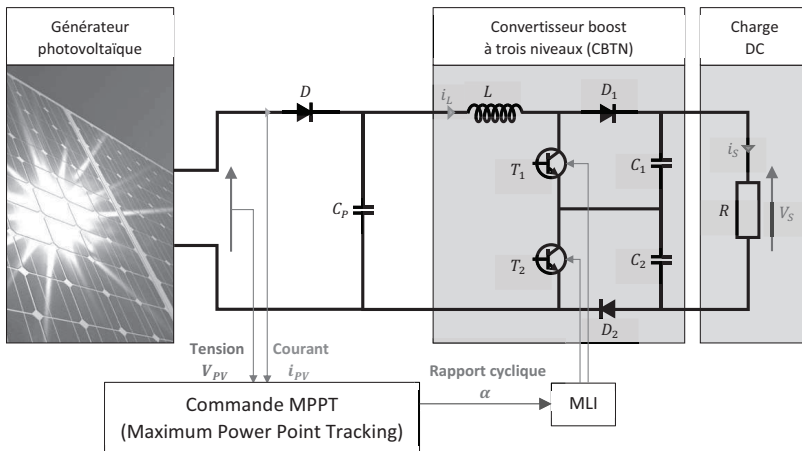 Générateur
photovoltaïque
Convertisseur boost
à trois niveaux (CBTN)
Charge
DC
D
i_L
L
D_1
T_1
C_1
i_S
C_P
R
V_S
T_2
C_2
D_2
Tension
V_PV
Courant
i_PV
Rapport cyclique
α
Commande MPPT
(Maximum Power Point Tracking)
MLI